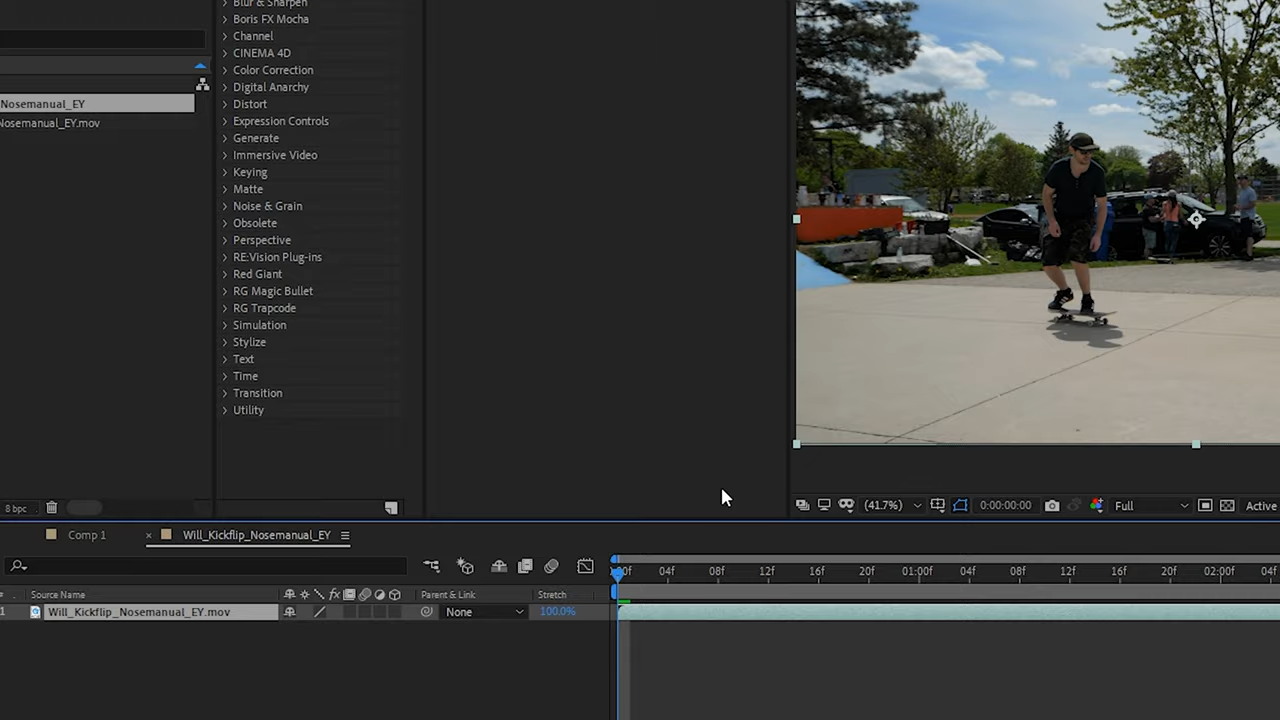 Blur & Sharpen
Boris FX Mocha
Channel
CINEMA 4D
Color Correction
Digital Anarchy
Nosemanual_EY
Distort
Nosemanual_EY.mov
Expression Controls
Generate
Immersive Video
Keying
Matte
Noise & Grain
Obsolete
Perspective
RE:Vision Plug-ins
Red Giant
RG Magic Bullet
RG Trapcode
Simulation
Stylize
Text
Time
Transition
Utility
8 bpc
(41.7%)
0:00:00:00
Full
Active
Comp 1
× Will_Kickflip_Nosemanual_EY
00f 04f 08f 12f 16f 20f 01:00f 04f 08f 12f 16f 20f 02:00f 04f
Source Name
fx
Parent & Link
Stretch
1 Will_Kickflip_Nosemanual_EY.mov
None
100.0%